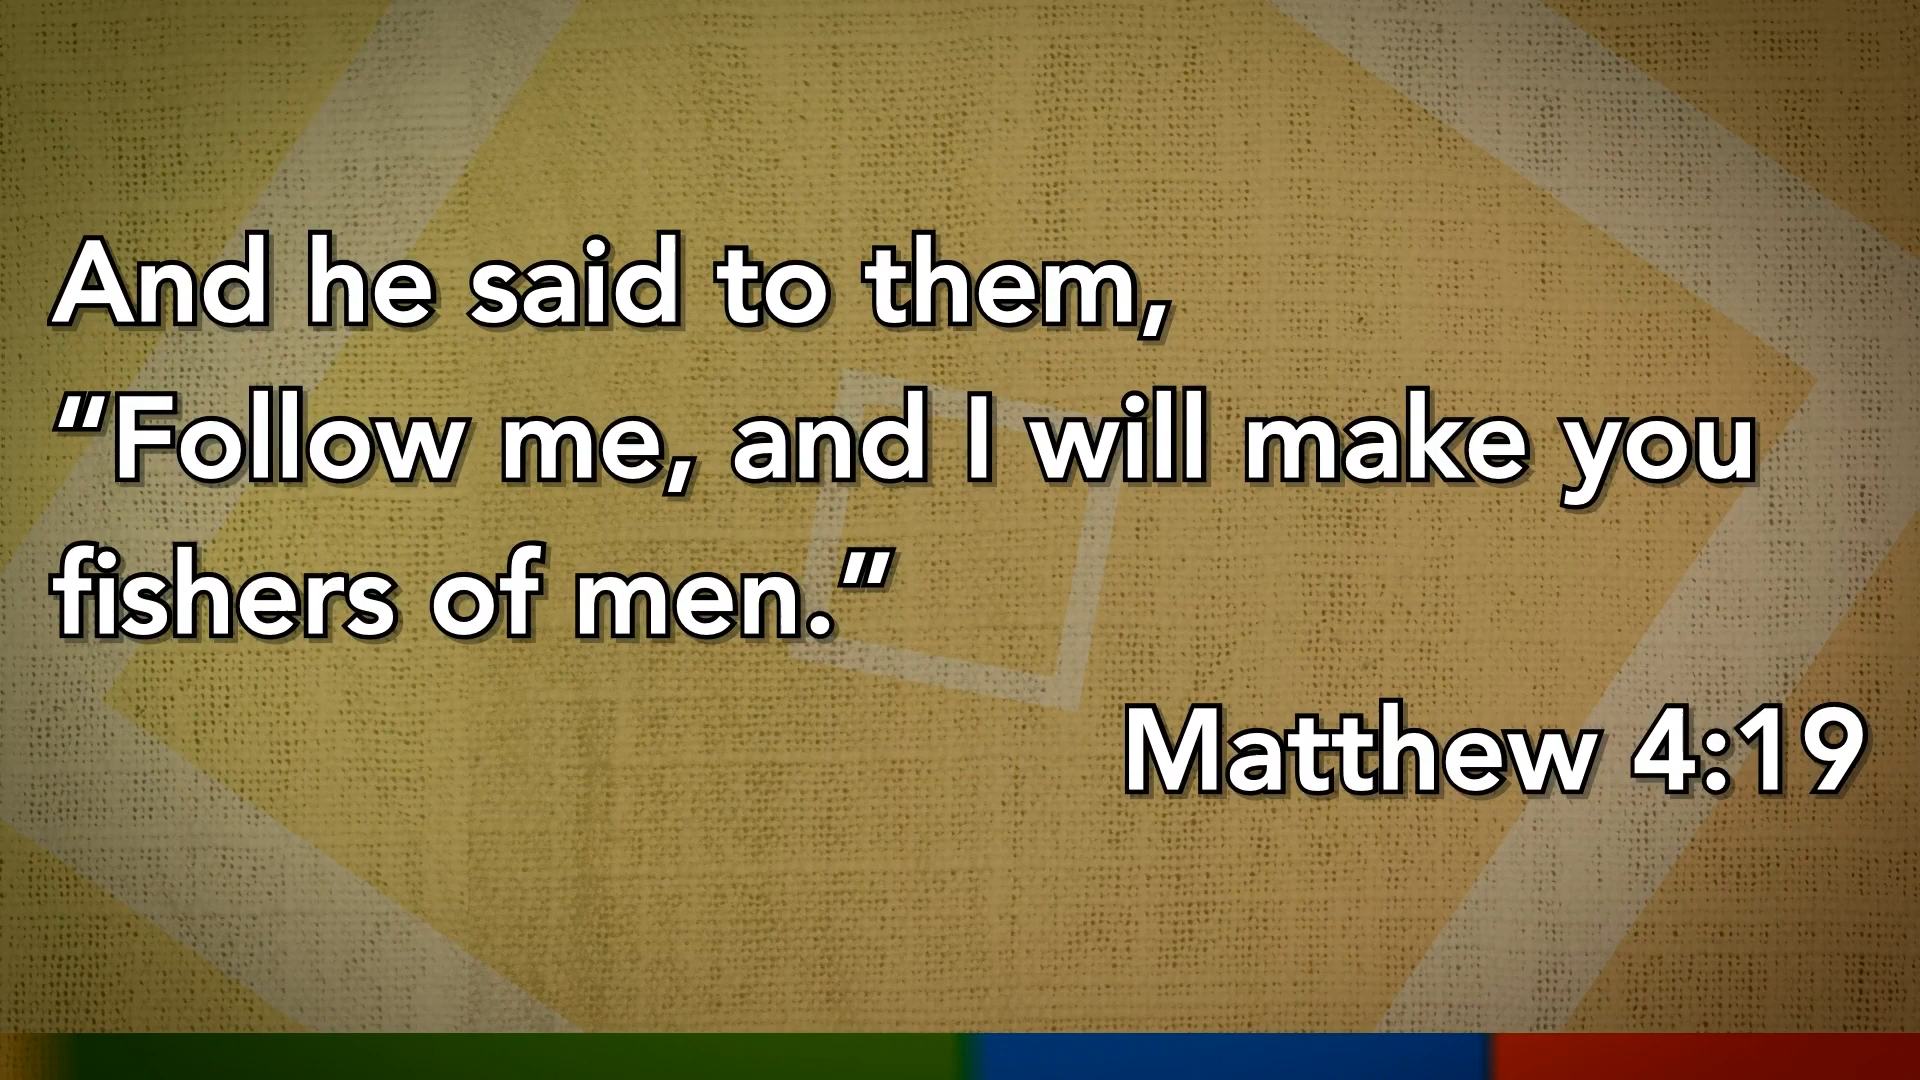 And he said to them,
“Follow me, and I will make you
fishers of men.”
Matthew 4:19